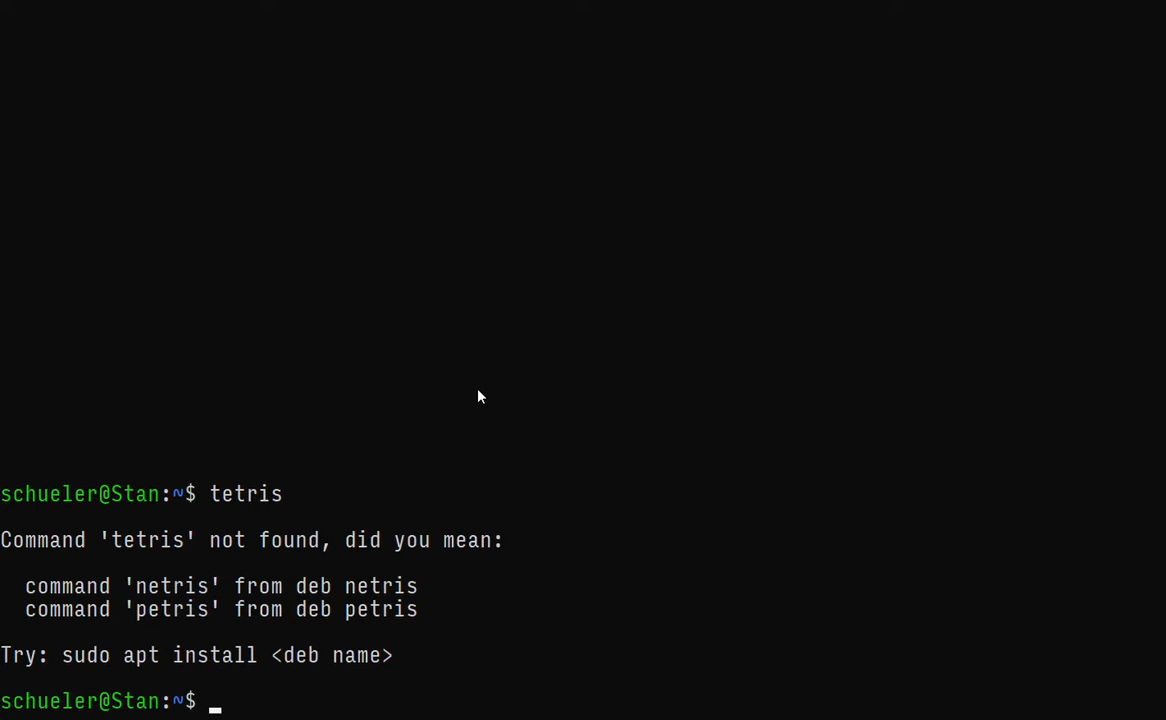 schueler@Stan:~$ tetris
Command 'tetris' not found, did you mean:
command 'netris' from deb netris
command 'petris' from deb petris
Try: sudo apt install <deb name>
schueler@Stan:~$